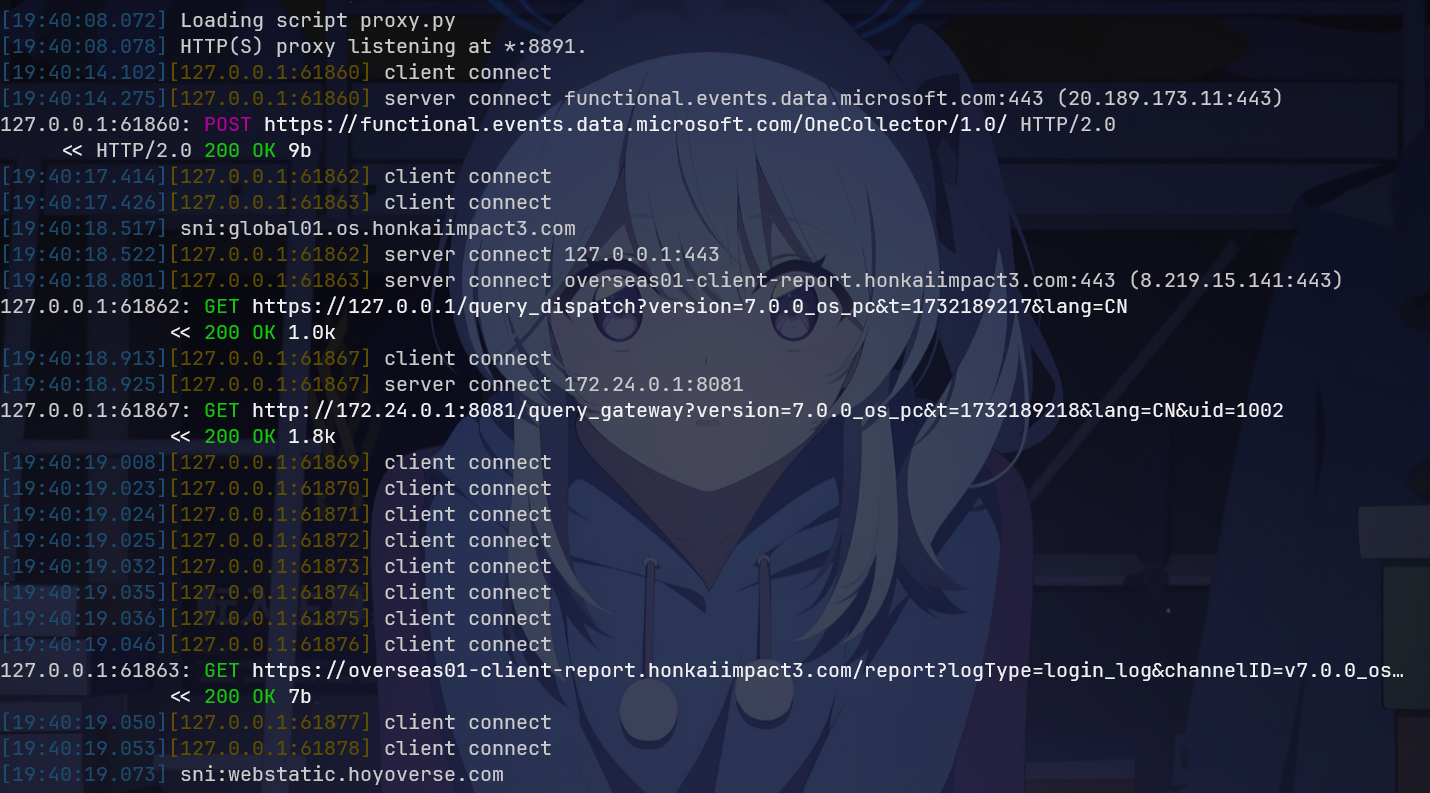 [19:40:08.072] Loading script proxy.py
[19:40:08.078] HTTP(S) proxy listening at *:8891.
[19:40:14.102][127.0.0.1:61860] client connect
[19:40:14.275][127.0.0.1:61860] server connect functional.events.data.microsoft.com:443 (20.189.173.11:443)
127.0.0.1:61860: POST https://functional.events.data.microsoft.com/OneCollector/1.0/ HTTP/2.0
<< HTTP/2.0 200 OK 9b
[19:40:17.414][127.0.0.1:61862] client connect
[19:40:17.426][127.0.0.1:61863] client connect
[19:40:18.517] sni:global01.os.honkaiimpact3.com
[19:40:18.522][127.0.0.1:61862] server connect 127.0.0.1:443
[19:40:18.801][127.0.0.1:61863] server connect overseas01-client-report.honkaiimpact3.com:443 (8.219.15.141:443)
127.0.0.1:61862: GET https://127.0.0.1/query_dispatch?version=7.0.0_os_pc&t=1732189217&lang=CN
<< 200 OK 1.0k
[19:40:18.913][127.0.0.1:61867] client connect
[19:40:18.925][127.0.0.1:61867] server connect 172.24.0.1:8081
127.0.0.1:61867: GET http://172.24.0.1:8081/query_gateway?version=7.0.0_os_pc&t=1732189218&lang=CN&uid=1002
<< 200 OK 1.8k
[19:40:19.008][127.0.0.1:61869] client connect
[19:40:19.023][127.0.0.1:61870] client connect
[19:40:19.024][127.0.0.1:61871] client connect
[19:40:19.025][127.0.0.1:61872] client connect
[19:40:19.032][127.0.0.1:61873] client connect
[19:40:19.035][127.0.0.1:61874] client connect
[19:40:19.036][127.0.0.1:61875] client connect
[19:40:19.046][127.0.0.1:61876] client connect
127.0.0.1:61863: GET https://overseas01-client-report.honkaiimpact3.com/report?logType=login_log&channelID=v7.0.0_os…
<< 200 OK 7b
[19:40:19.050][127.0.0.1:61877] client connect
[19:40:19.053][127.0.0.1:61878] client connect
[19:40:19.073] sni:webstatic.hoyoverse.com